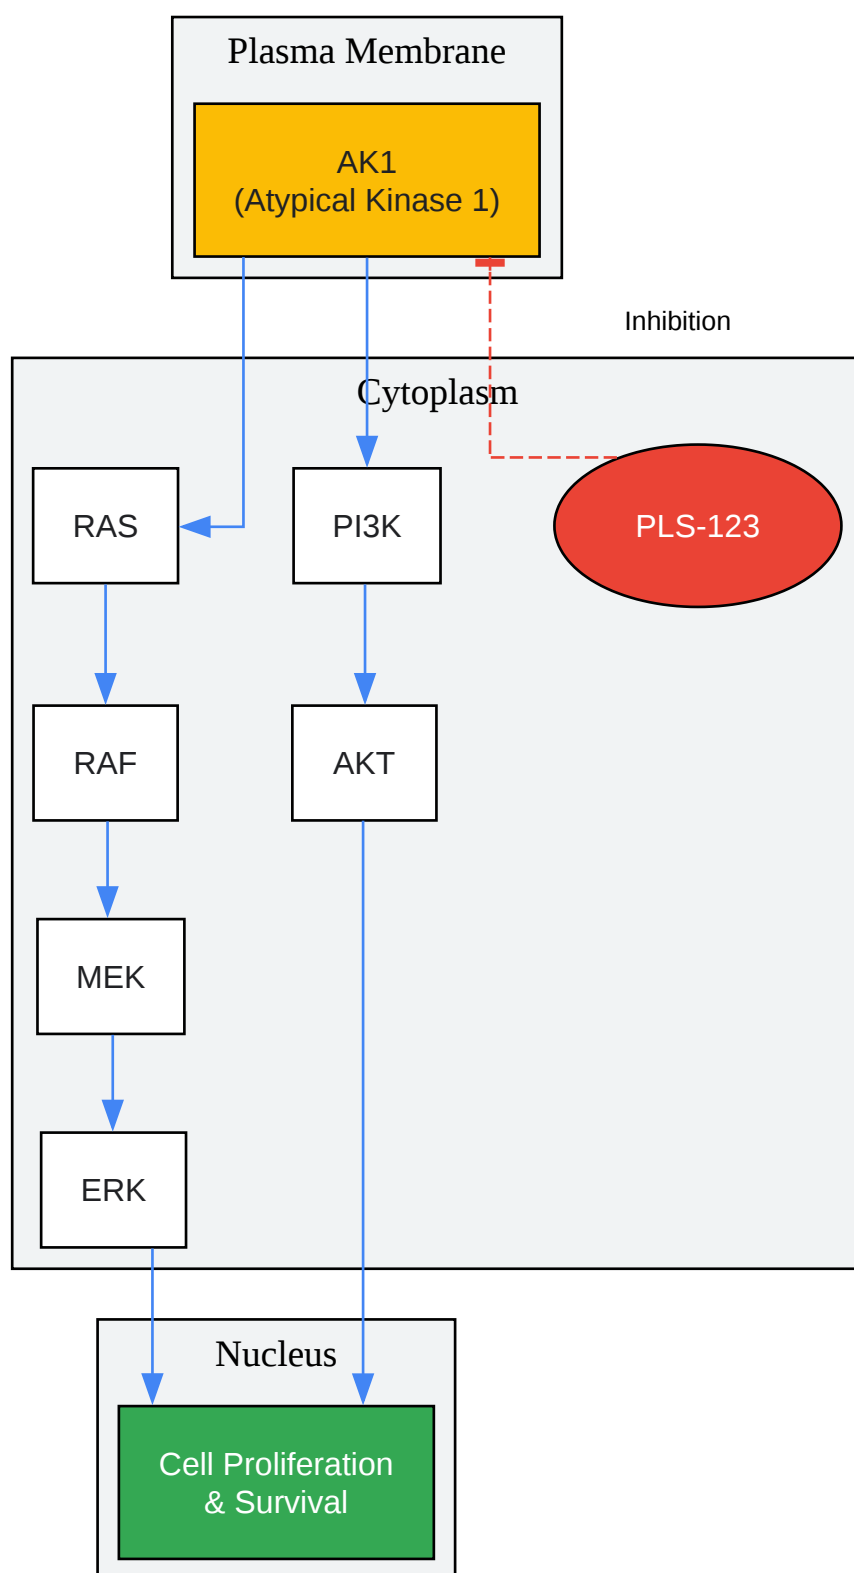 Plasma Membrane
AK1
(Atypical Kinase 1)
Inhibition
Cytoplasm
RAS
PI3K
PLS-123
RAF
AKT
MEK
ERK
Nucleus
Cell Proliferation
& Survival